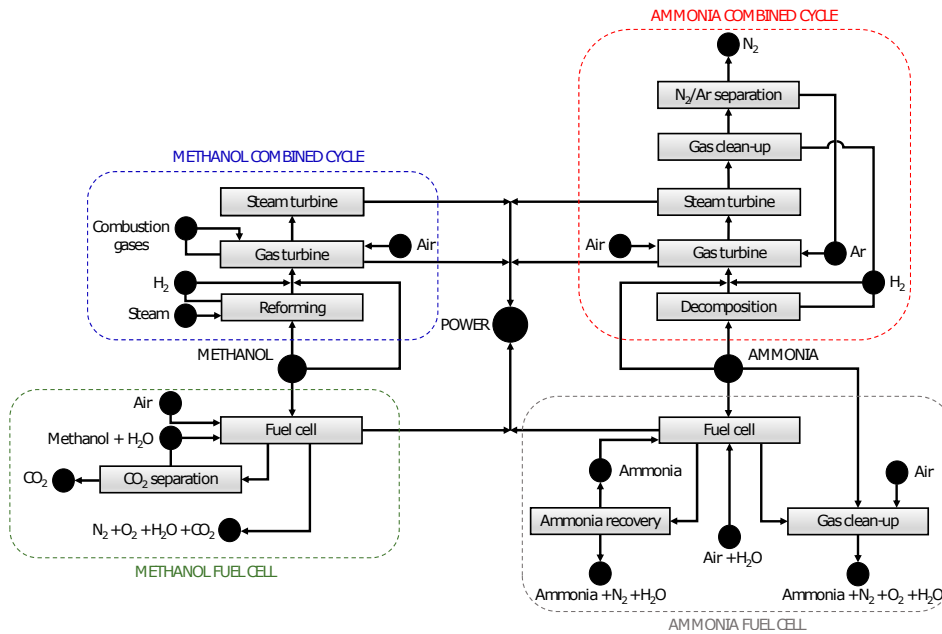 AMMONIA COMBINED CYCLE
N₂
N₂/Ar separation
Gas clean-up
METHANOL COMBINED CYCLE
Steam turbine
Steam turbine
Combustion
gases
Air
Air
Gas turbine
Gas turbine
Ar
H₂
H₂
Steam
Reforming
Decomposition
POWER
METHANOL
AMMONIA
Air
Fuel cell
Fuel cell
Methanol + H₂O
Ammonia
Air
CO₂
CO₂ separation
N₂ + O₂ + H₂O + CO₂
Ammonia recovery
Gas clean-up
Air + H₂O
METHANOL FUEL CELL
Ammonia + N₂ + H₂O
Ammonia + N₂ + O₂ + H₂O
AMMONIA FUEL CELL